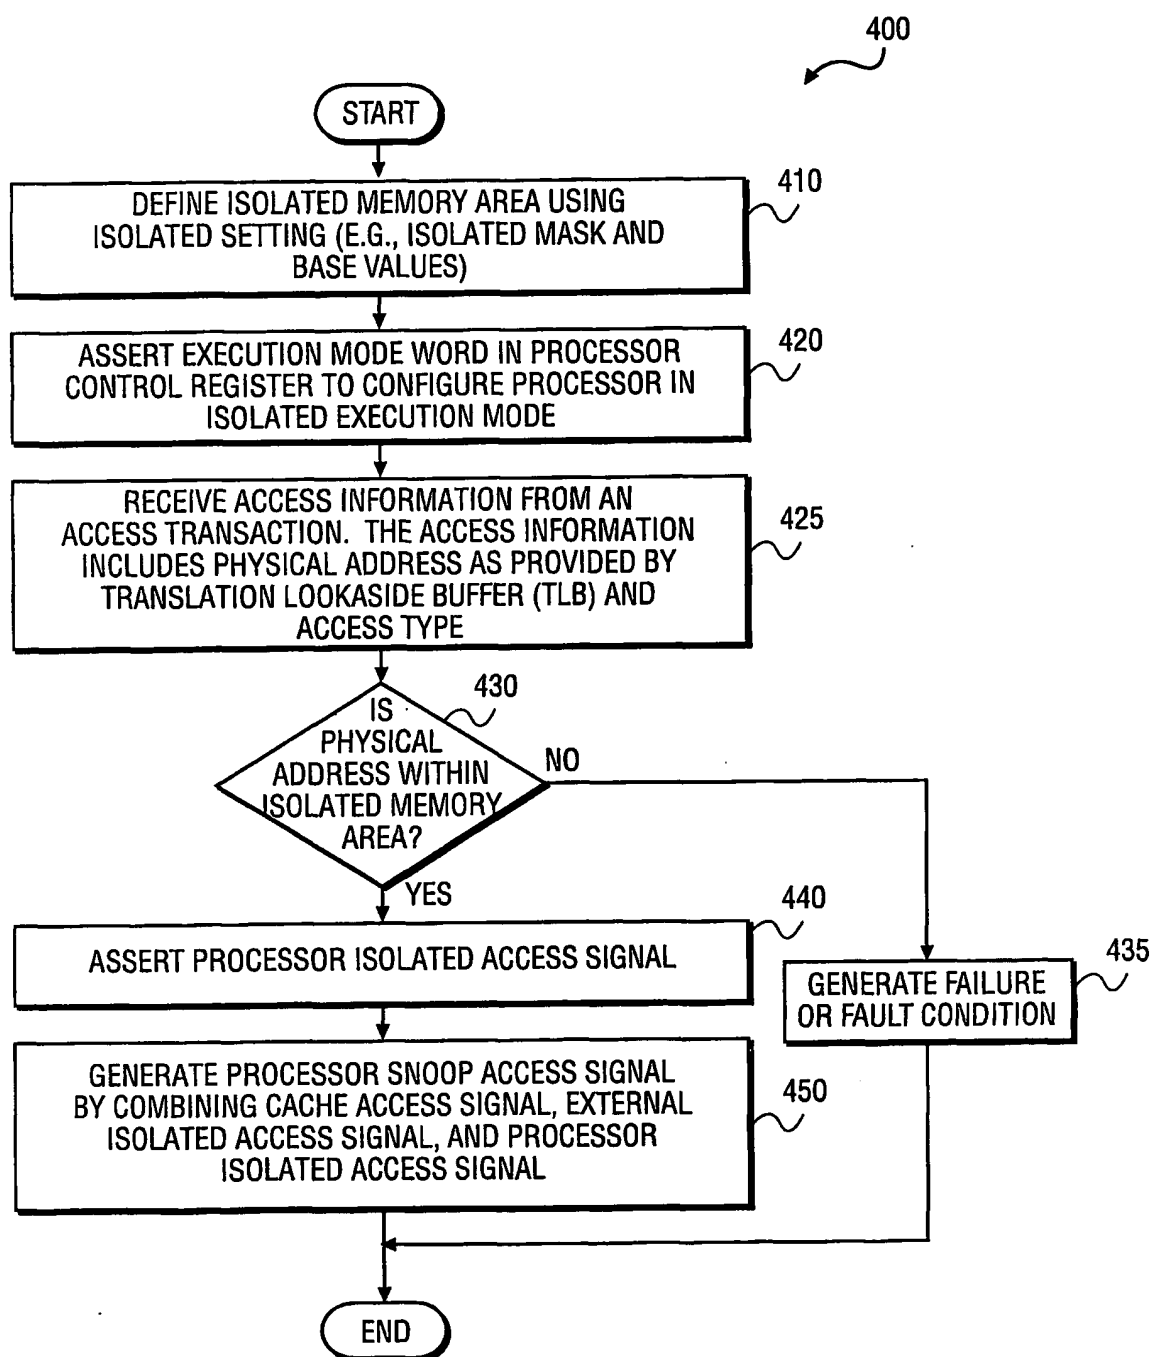 400
START
410
DEFINE ISOLATED MEMORY AREA USING
ISOLATED SETTING (E.G., ISOLATED MASK AND
BASE VALUES)
420
ASSERT EXECUTION MODE WORD IN PROCESSOR
CONTROL REGISTER TO CONFIGURE PROCESSOR IN
ISOLATED EXECUTION MODE
425
RECEIVE ACCESS INFORMATION FROM AN
ACCESS TRANSACTION. THE ACCESS INFORMATION
INCLUDES PHYSICAL ADDRESS AS PROVIDED BY
TRANSLATION LOOKASIDE BUFFER (TLB) AND
ACCESS TYPE
430
IS
PHYSICAL
ADDRESS WITHIN
ISOLATED MEMORY
AREA?
NO
YES
440
ASSERT PROCESSOR ISOLATED ACCESS SIGNAL
435
GENERATE FAILURE
OR FAULT CONDITION
450
GENERATE PROCESSOR SNOOP ACCESS SIGNAL
BY COMBINING CACHE ACCESS SIGNAL, EXTERNAL
ISOLATED ACCESS SIGNAL, AND PROCESSOR
ISOLATED ACCESS SIGNAL
END